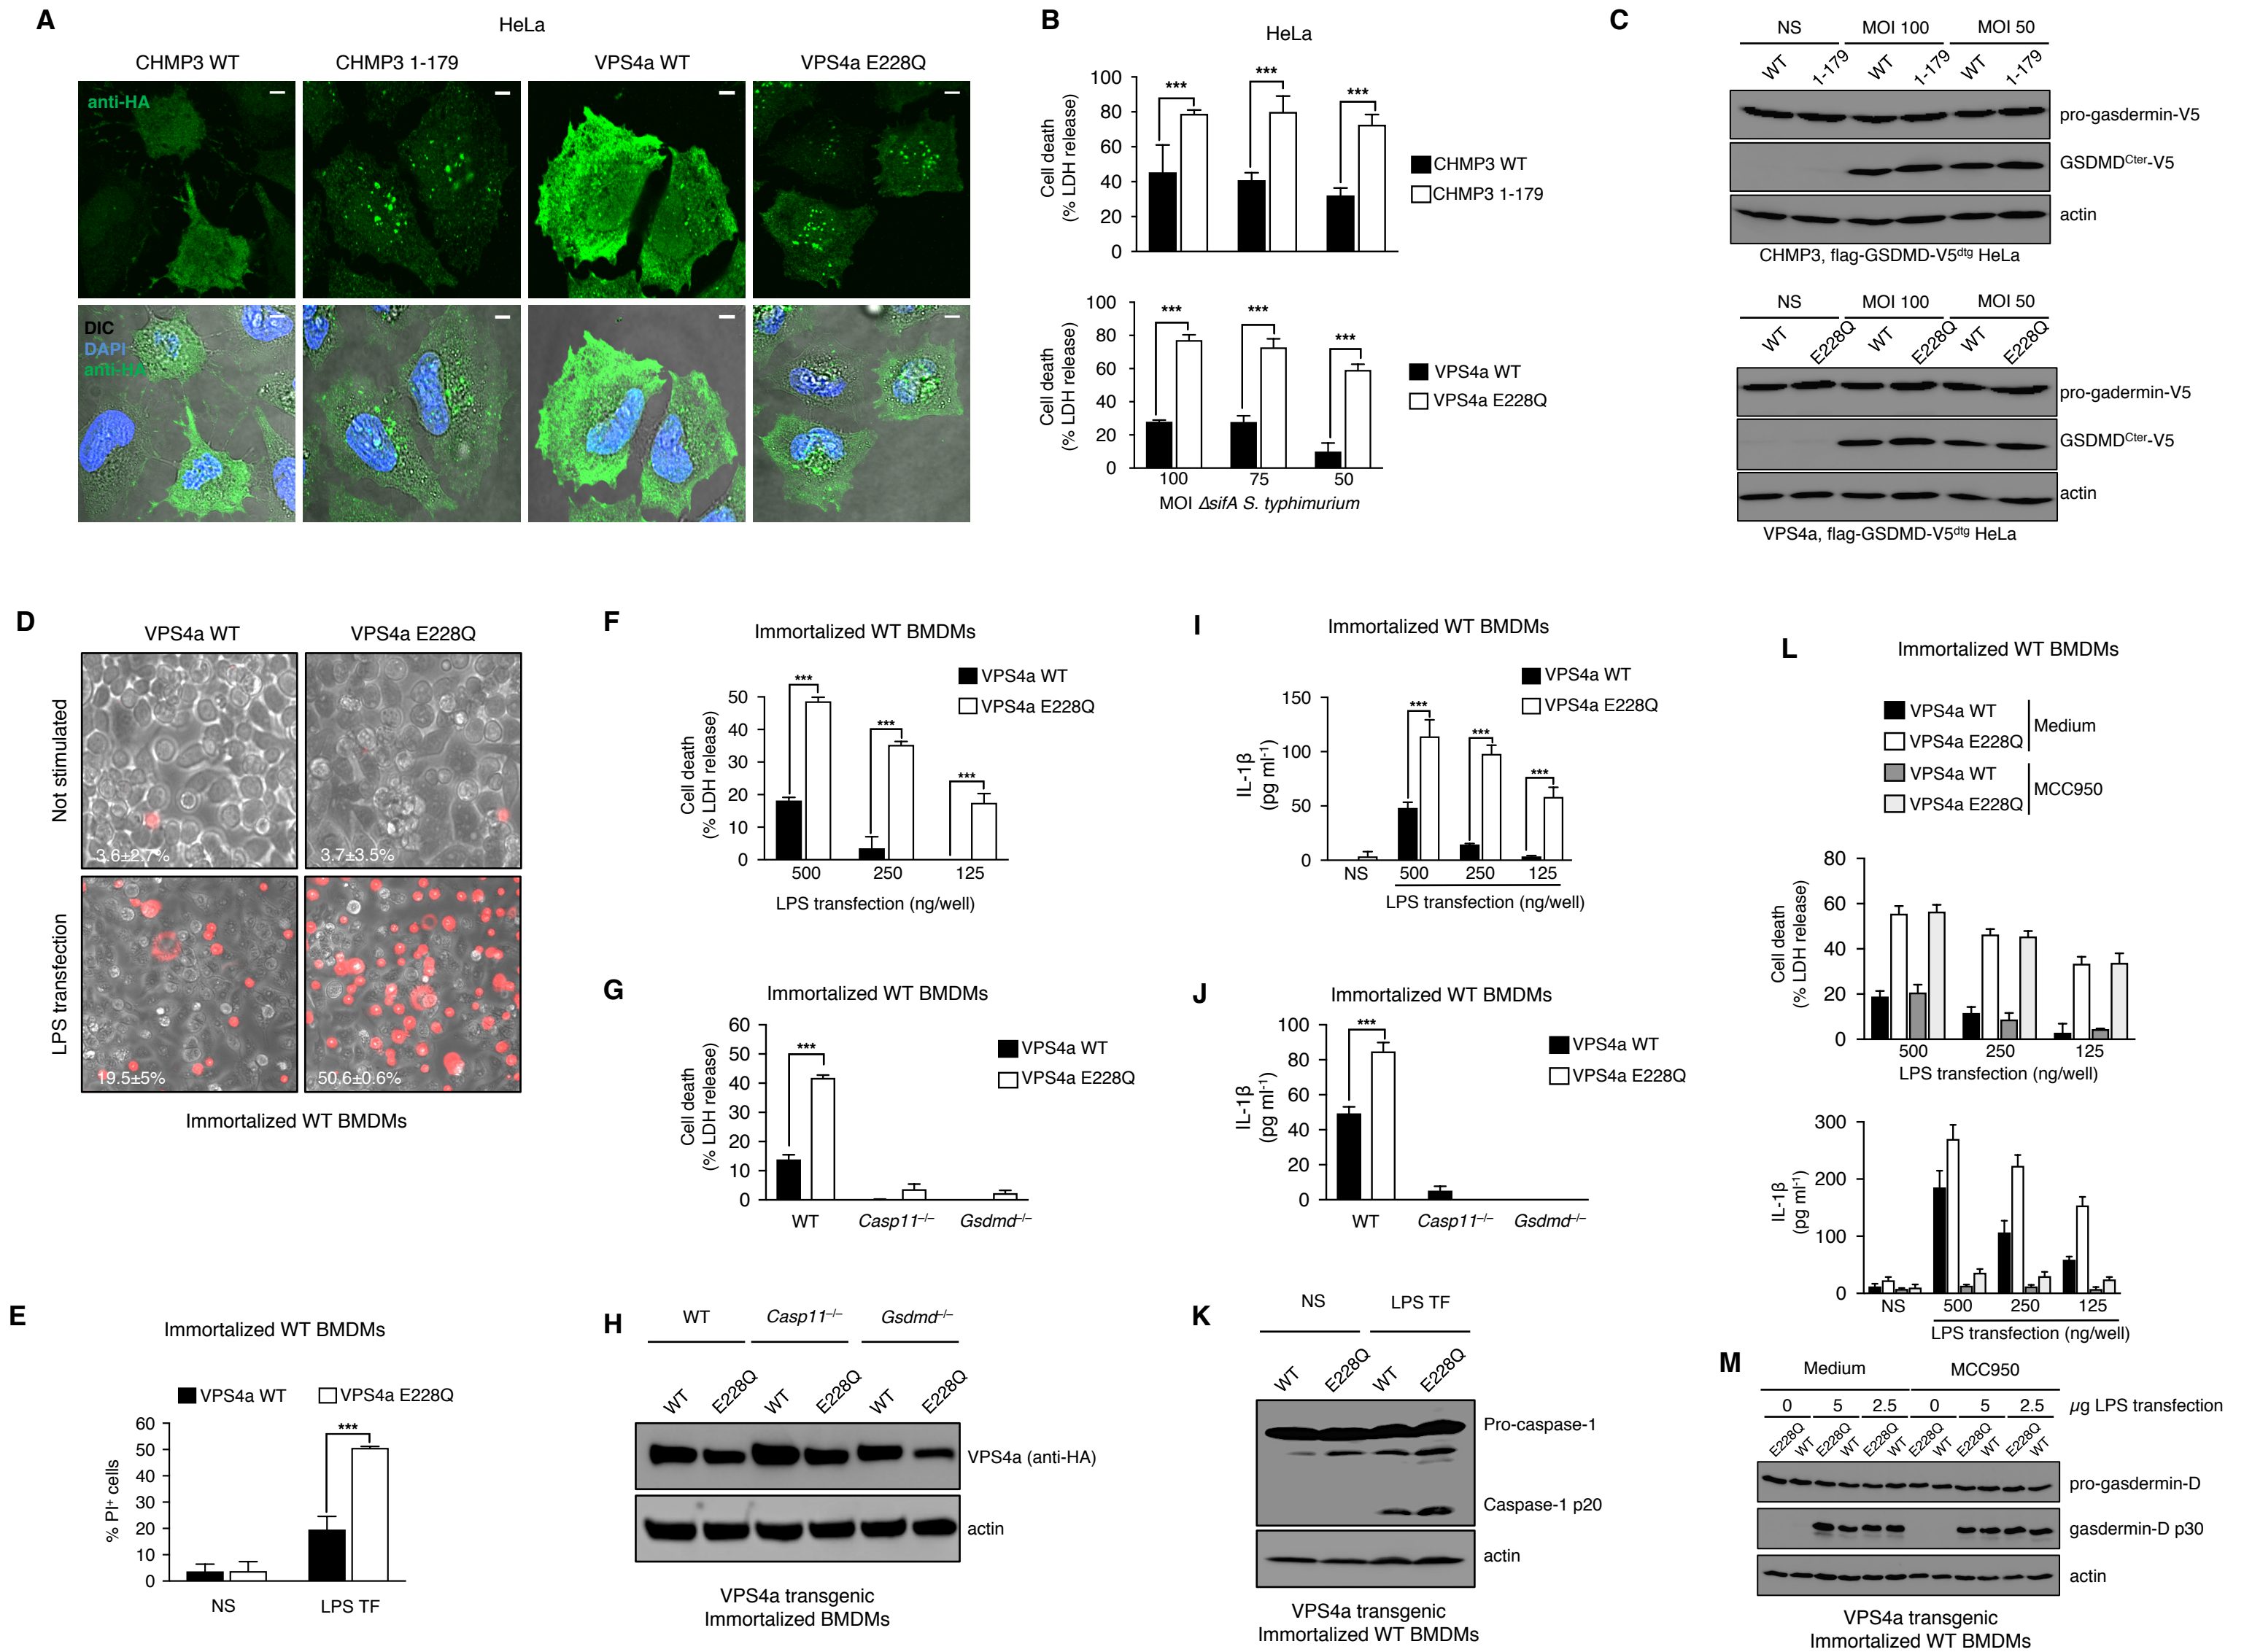 A
HeLa
CHMP3 WT
CHMP3 1-179
VPS4a WT
VPS4a E228Q
anti-HA
DIC
DAPI
anti-HA
B
HeLa
Cell death
(% LDH release)
100
80
60
40
20
0
***
***
***
CHMP3 WT
CHMP3 1-179
Cell death
(% LDH release)
100
80
60
40
20
0
***
***
***
VPS4a WT
VPS4a E228Q
100
75
50
MOI ΔsifA S. typhimurium
C
NS
MOI 100
MOI 50
WT
1-179
WT
1-179
WT
1-179
pro-gasdermin-V5
GSDMDCter-V5
actin
CHMP3, flag-GSDMD-V5dtg HeLa
NS
MOI 100
MOI 50
WT
E228Q
WT
E228Q
WT
E228Q
pro-gadermin-V5
GSDMDCter-V5
actin
VPS4a, flag-GSDMD-V5dtg HeLa
D
VPS4a WT
VPS4a E228Q
Not stimulated
3.6±2.7%
3.7±3.5%
LPS transfection
19.5±5%
50.6±0.6%
Immortalized WT BMDMs
E
Immortalized WT BMDMs
VPS4a WT
VPS4a E228Q
% PI+ cells
60
50
40
30
20
10
0
***
NS
LPS TF
F
Immortalized WT BMDMs
VPS4a WT
VPS4a E228Q
Cell death
(% LDH release)
50
40
30
20
10
0
***
***
***
500
250
125
LPS transfection (ng/well)
G
Immortalized WT BMDMs
VPS4a WT
VPS4a E228Q
Cell death
(% LDH release)
60
50
40
30
20
10
0
***
WT
Casp11–/–
Gsdmd–/–
H
WT
Casp11–/–
Gsdmd–/–
WT
E228Q
WT
E228Q
WT
E228Q
VPS4a (anti-HA)
actin
VPS4a transgenic
Immortalized BMDMs
I
Immortalized WT BMDMs
VPS4a WT
VPS4a E228Q
IL-1β
(pg ml-1)
150
100
50
0
***
***
***
NS
500
250
125
LPS transfection (ng/well)
J
Immortalized WT BMDMs
VPS4a WT
VPS4a E228Q
IL-1β
(pg ml-1)
100
80
60
40
20
0
***
WT
Casp11–/–
Gsdmd–/–
K
NS
LPS TF
WT
E228Q
WT
E228Q
Pro-caspase-1
Caspase-1 p20
actin
VPS4a transgenic
Immortalized WT BMDMs
L
Immortalized WT BMDMs
VPS4a WT
VPS4a E228Q
Medium
VPS4a WT
VPS4a E228Q
MCC950
Cell death
(% LDH release)
80
60
40
20
0
500
250
125
LPS transfection (ng/well)
IL-1β
(pg ml-1)
300
200
100
0
NS
500
250
125
LPS transfection (ng/well)
M
Medium
MCC950
0
5
2.5
0
5
2.5
µg LPS transfection
E228Q
WT
E228Q
WT
E228Q
WT
E228Q
WT
E228Q
WT
E228Q
WT
pro-gasdermin-D
gasdermin-D p30
actin
VPS4a transgenic
Immortalized WT BMDMs